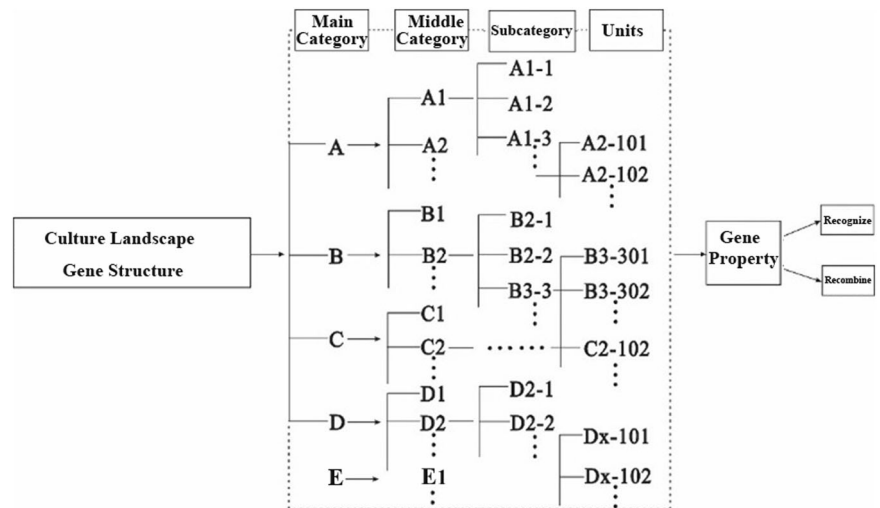 Main
Category
Middle
Category
Subcategory
Units
A1-1
A1
A1-2
A
A2
A1-3
A2-101
A2-102
B1
B2-1
Culture Landscape
Gene Structure
B
B2
B2-2
B3-301
Gene
Property
Recognize
Recombine
B3-3
B3-302
C1
C
C2
C2-102
D1
D2-1
D
D2
D2-2
Dx-101
E
E1
Dx-102